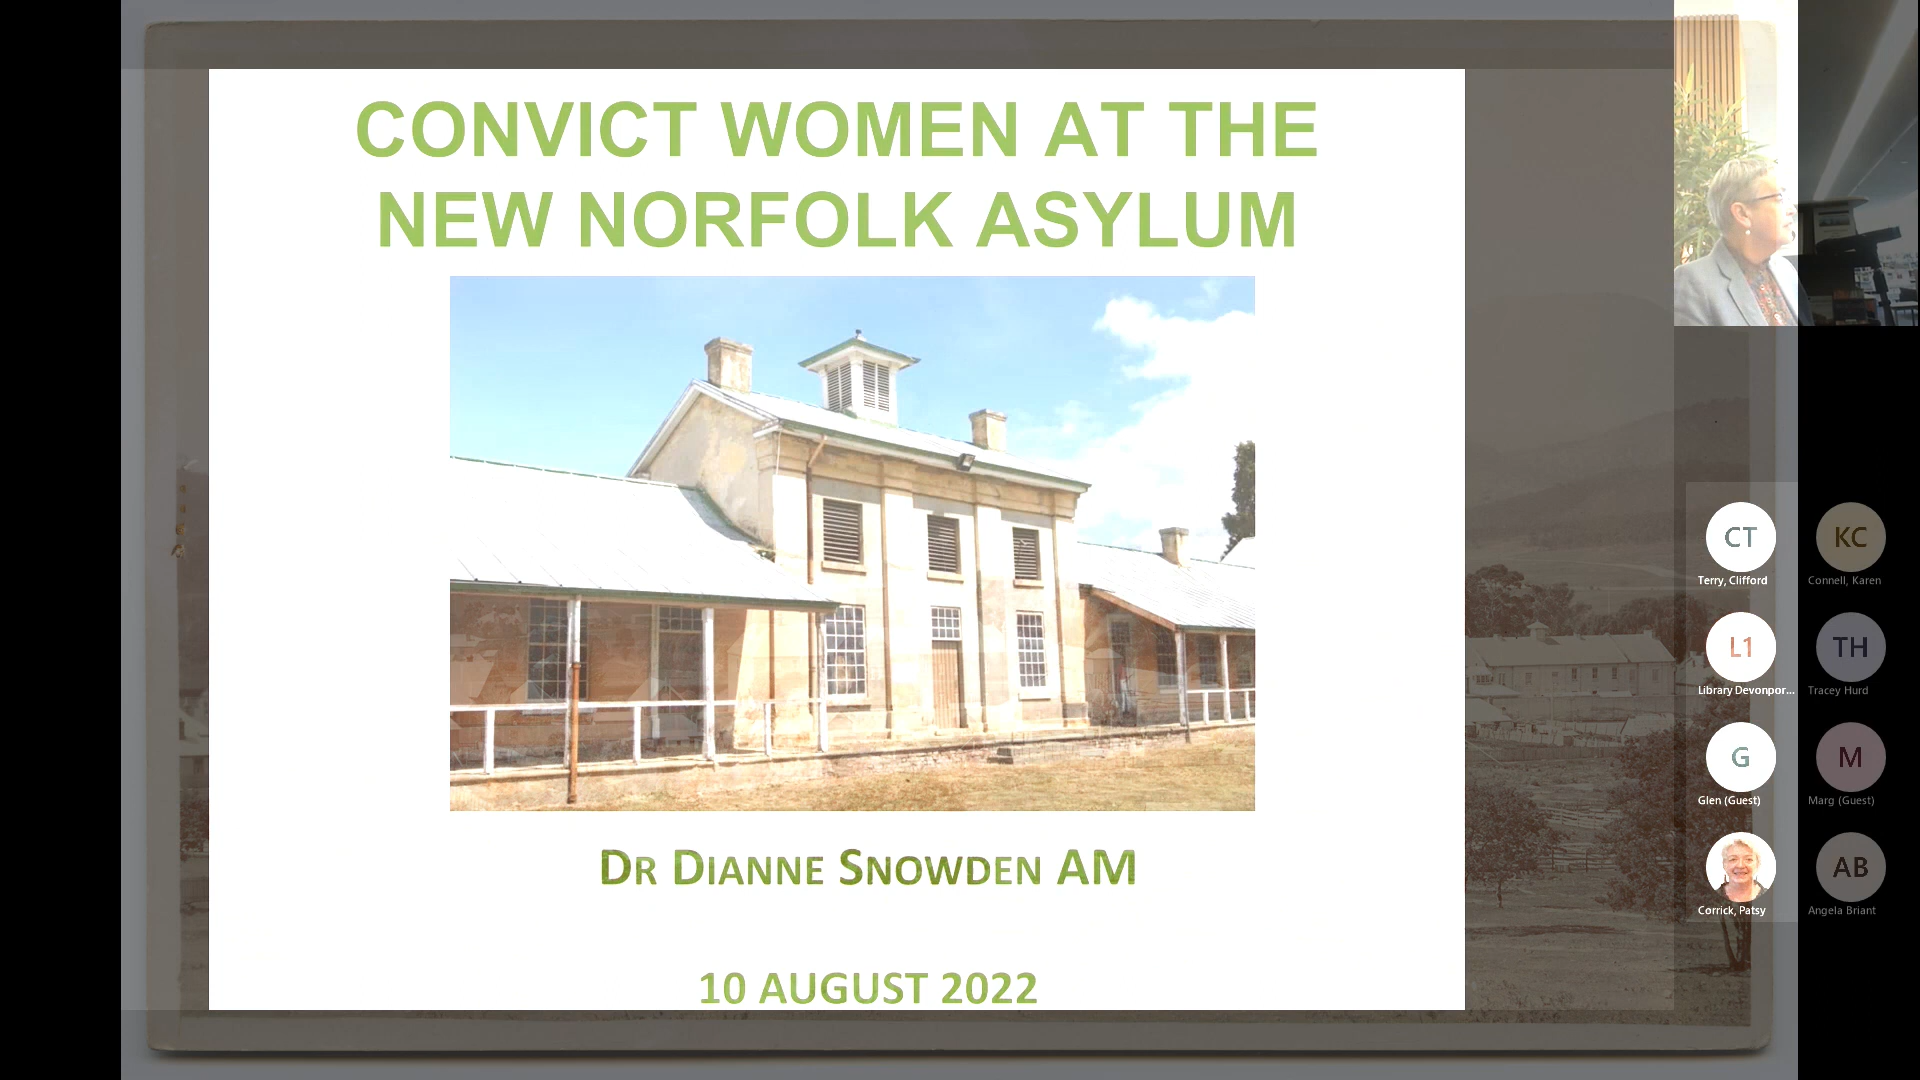 CONVICT WOMEN AT THE
NEW NORFOLK ASYLUM
DR DIANNE SNOWDEN AM
10 AUGUST 2022
CT
Terry, Clifford
KC
Connell, Karen
L1
Library Devonpor...
TH
Tracey Hurd
G
Glen (Guest)
M
Marg (Guest)
Corrick, Patsy
AB
Angela Briant